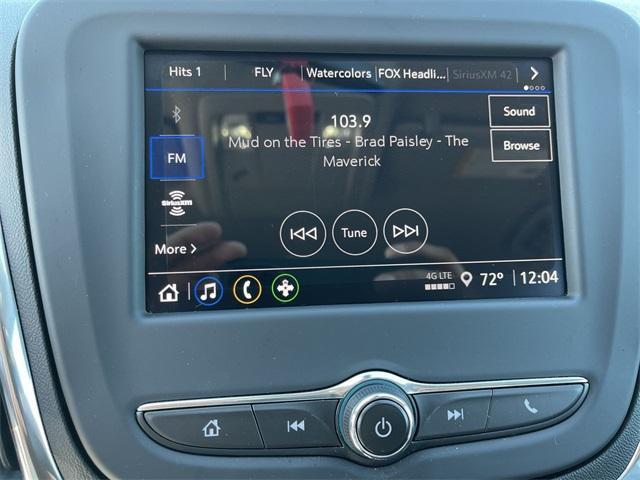 Hits 1 FLY Watercolors FOX Headli... SiriusXM 42
103.9
Sound
Mud on the Tires - Brad Paisley - The
Maverick
Browse
FM
SiriusXM
Tune
More
4G LTE
72° 12:04